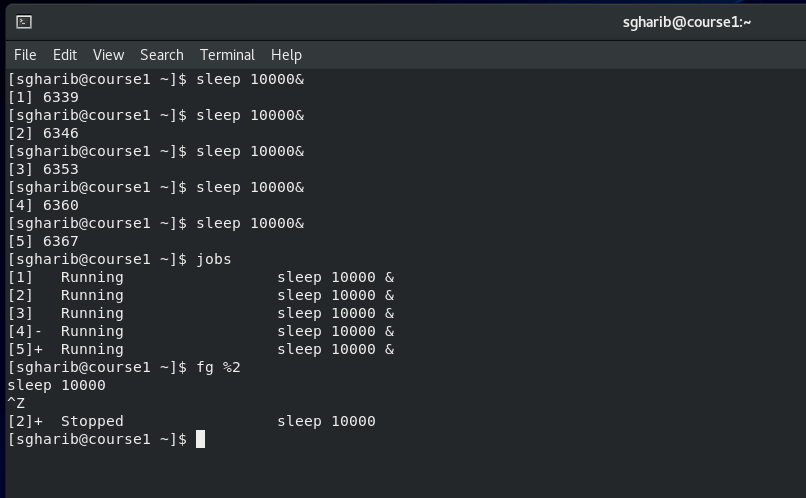 sgharib@course1:~
File Edit View Search Terminal Help
[sgharib@course1 ~]$ sleep 10000&
[1] 6339
[sgharib@course1 ~]$ sleep 10000&
[2] 6346
[sgharib@course1 ~]$ sleep 10000&
[3] 6353
[sgharib@course1 ~]$ sleep 10000&
[4] 6360
[sgharib@course1 ~]$ sleep 10000&
[5] 6367
[sgharib@course1 ~]$ jobs
[1]   Running                 sleep 10000 &
[2]   Running                 sleep 10000 &
[3]   Running                 sleep 10000 &
[4]-  Running                 sleep 10000 &
[5]+  Running                 sleep 10000 &
[sgharib@course1 ~]$ fg %2
sleep 10000
^Z
[2]+  Stopped                 sleep 10000
[sgharib@course1 ~]$